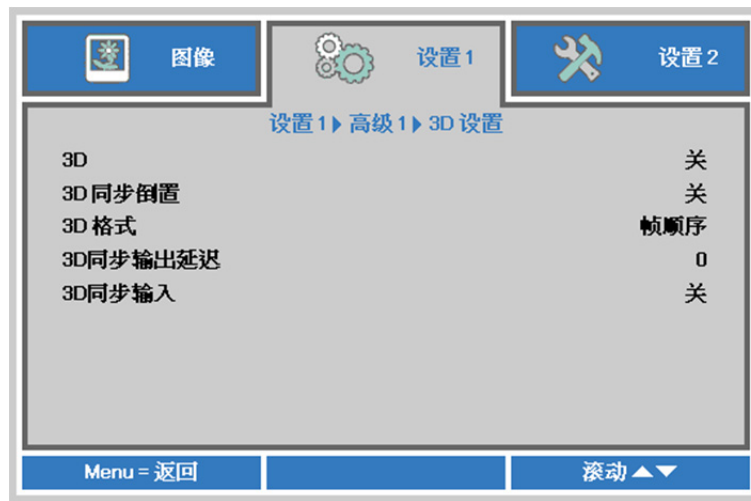 图像 设置1 设置2
设置1▶高级1▶3D 设置
3D 关
3D同步倒置 关
3D 格式 帧顺序
3D同步输出延迟 0
3D同步输入 关
Menu = 返回 滚动▲▼